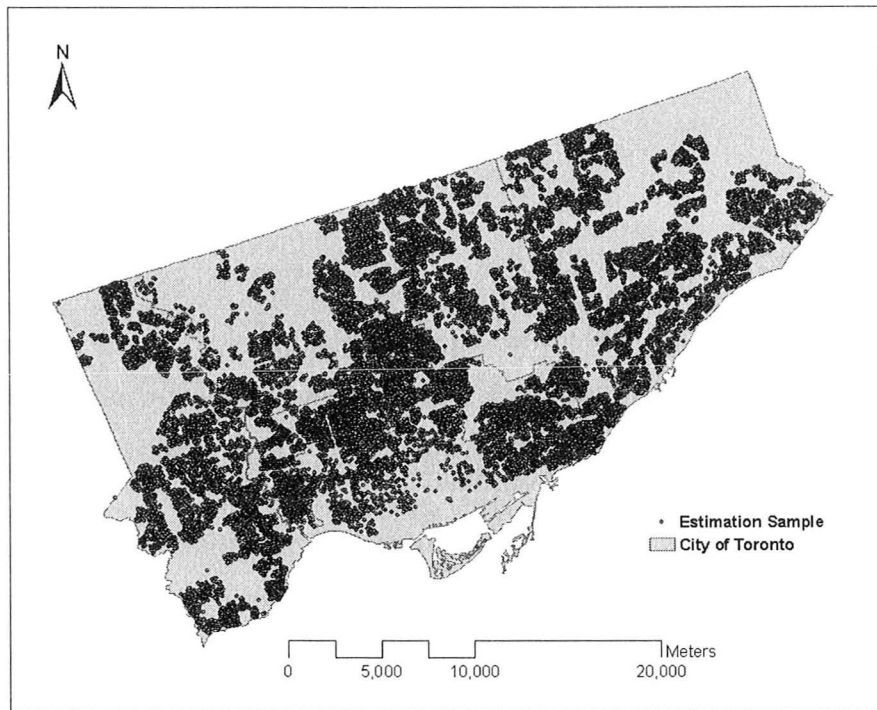 N
Estimation Sample
City of Toronto
Meters
0 5,000 10,000 20,000